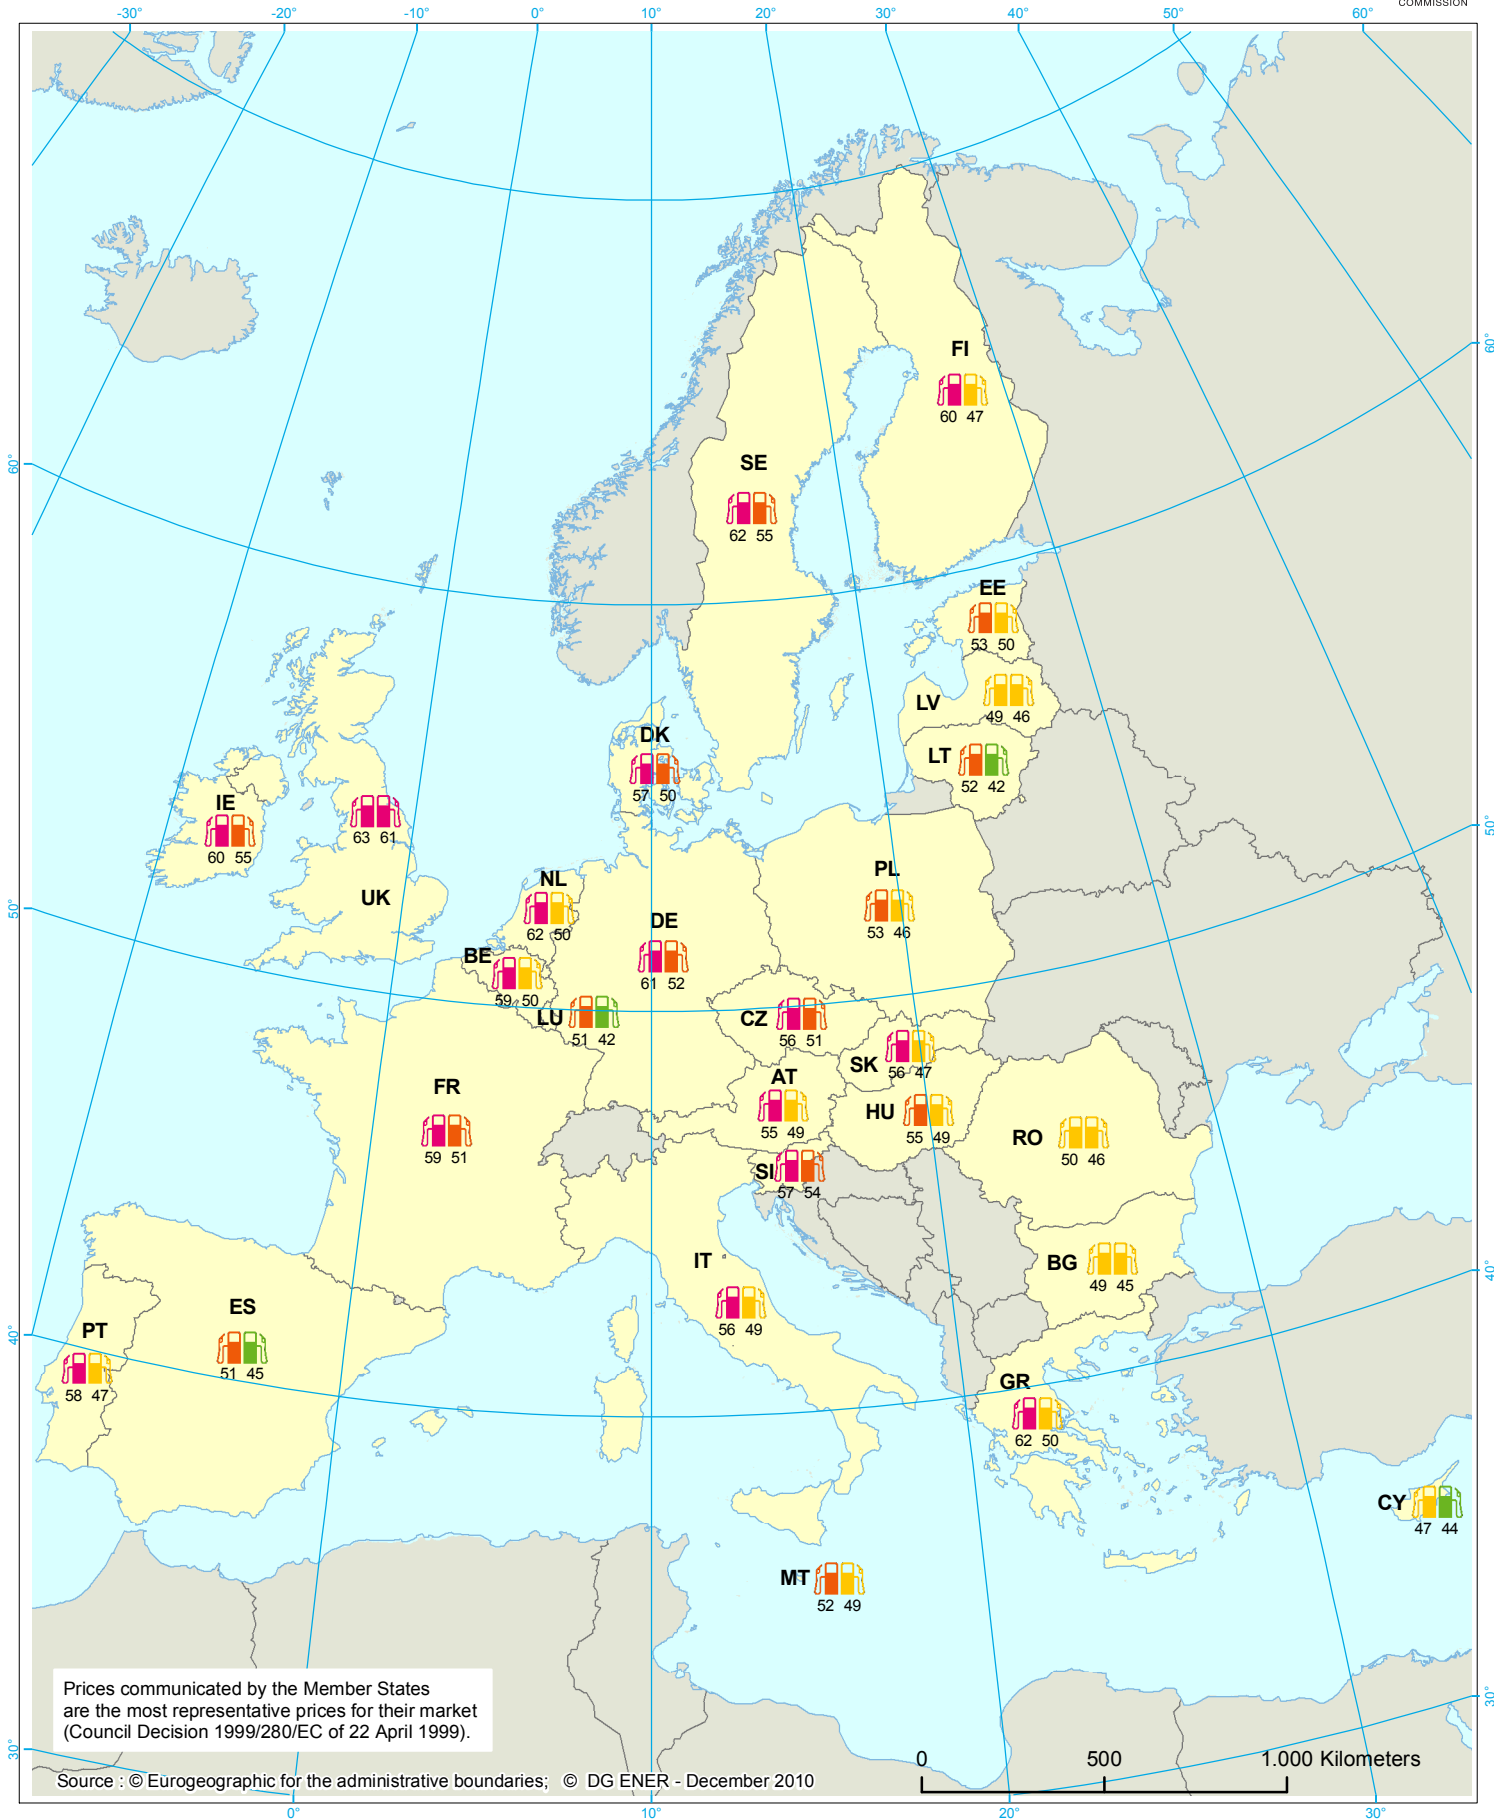 COMMISSION
-30° -20° -10° 0° 10° 20° 30° 40° 50° 60°
FI
60 47
60°
SE
60°
62 55
EE
53 50
LV
49 46
DK
LT
57 50
52 42
IE
63 61
60 55
50°
PL
NL
UK
50°
DE
62 50
53 46
BE
61 52
59 50
LU
CZ
51 42
56 51
SK
56 47
AT
FR
HU
55 49
55 49
RO
59 51
50 46
SI
57 54
IT
BG
49 45
40°
ES
56 49
PT
40°
51 45
GR
58 47
62 50
CY
47 44
MT
52 49
Prices communicated by the Member States
are the most representative prices for their market
(Council Decision 1999/280/EC of 22 April 1999).
30°
30°
0 500 1.000 Kilometers
Source : © Eurogeographic for the administrative boundaries; © DG ENER - December 2010
0° 10° 20° 30°